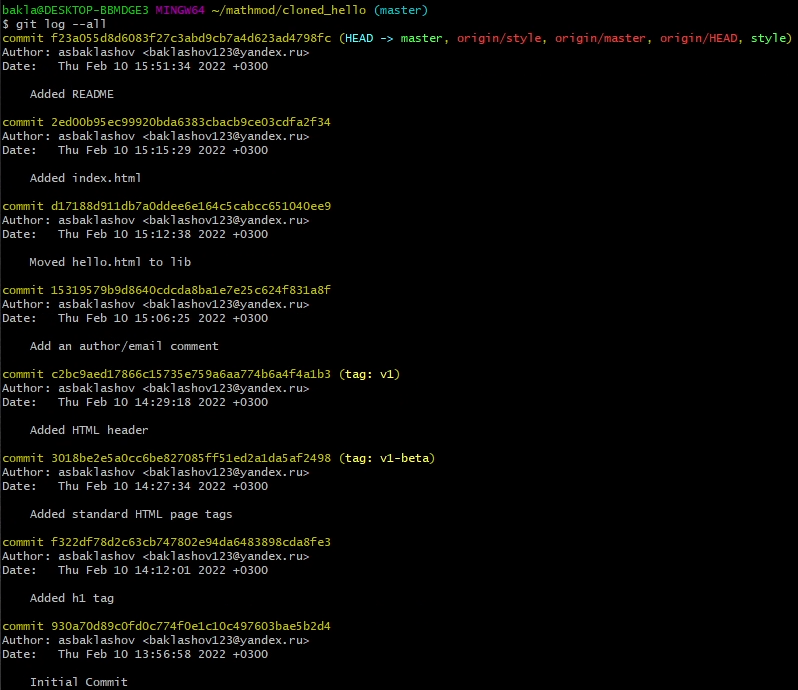 bakla@DESKTOP-BBMDGE3 MINGW64 ~/mathmod/cloned_hello (master)
$ git log --all
commit f23a055d8d6083f27c3abd9cb7a4d623ad4798fc (HEAD -> master, origin/style, origin/master, origin/HEAD, style)
Author: asbaklashov <baklashov123@yandex.ru>
Date:   Thu Feb 10 15:51:34 2022 +0300

    Added README

commit 2ed00b95ec99920bda6383cbacb9ce03cdfa2f34
Author: asbaklashov <baklashov123@yandex.ru>
Date:   Thu Feb 10 15:15:29 2022 +0300

    Added index.html

commit d17188d911db7a0ddee6e164c5cabcc651040ee9
Author: asbaklashov <baklashov123@yandex.ru>
Date:   Thu Feb 10 15:12:38 2022 +0300

    Moved hello.html to lib

commit 15319579b9d8640cdcda8ba1e7e25c624f831a8f
Author: asbaklashov <baklashov123@yandex.ru>
Date:   Thu Feb 10 15:06:25 2022 +0300

    Add an author/email comment

commit c2bc9aed17866c15735e759a6aa774b6a4f4a1b3 (tag: v1)
Author: asbaklashov <baklashov123@yandex.ru>
Date:   Thu Feb 10 14:29:18 2022 +0300

    Added HTML header

commit 3018be2e5a0cc6be827085ff51ed2a1da5af2498 (tag: v1-beta)
Author: asbaklashov <baklashov123@yandex.ru>
Date:   Thu Feb 10 14:27:34 2022 +0300

    Added standard HTML page tags

commit f322df78d2c63cb747802e94da6483898cda8fe3
Author: asbaklashov <baklashov123@yandex.ru>
Date:   Thu Feb 10 14:12:01 2022 +0300

    Added h1 tag

commit 930a70d89c0fd0c774f0e1c10c497603bae5b2d4
Author: asbaklashov <baklashov123@yandex.ru>
Date:   Thu Feb 10 13:56:58 2022 +0300

    Initial Commit